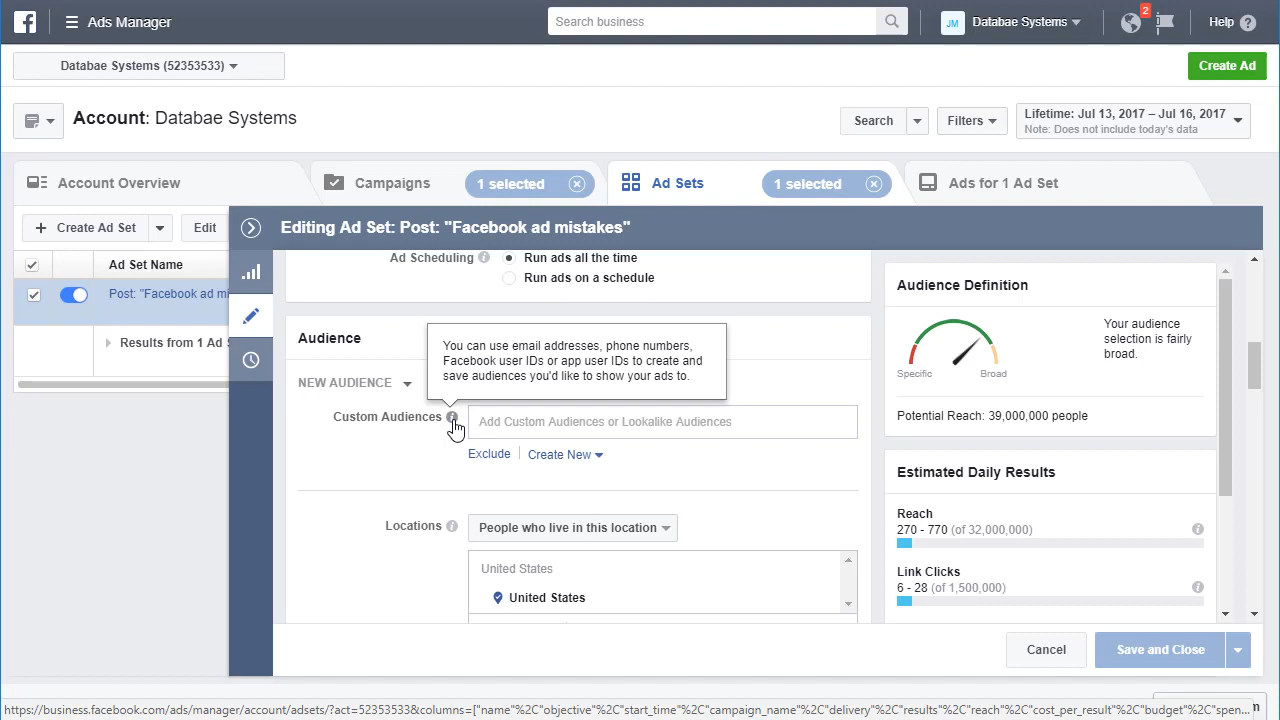 Ads Manager
Search business
JM
Databae Systems
2
Help
Databae Systems (52353533)
Create Ad
Account: Databae Systems
Search
Filters
Lifetime: Jul 13, 2017 – Jul 16, 2017
Note: Does not include today's data
Account Overview
Campaigns
1 selected
Ad Sets
1 selected
Ads for 1 Ad Set
Create Ad Set
Edit
Editing Ad Set: Post: "Facebook ad mistakes"
Ad Set Name
Post: "Facebook ad mi
Results from 1 Ad S
Ad Scheduling
Run ads all the time
Run ads on a schedule
Audience
You can use email addresses, phone numbers,
Facebook user IDs or app user IDs to create and
save audiences you'd like to show your ads to.
NEW AUDIENCE
Custom Audiences
Add Custom Audiences or Lookalike Audiences
Exclude
Create New
Locations
People who live in this location
United States
United States
Audience Definition
Your audience
selection is fairly
broad.
Specific
Broad
Potential Reach: 39,000,000 people
Estimated Daily Results
Reach
270 - 770 (of 32,000,000)
Link Clicks
6 - 28 (of 1,500,000)
Cancel
Save and Close
https://business.facebook.com/ads/manager/account/adsets/?act=52353533&columns=["name"%2C"objective"%2C"start_time"%2C"campaign_name"%2C"delivery"%2C"results"%2C"reach"%2C"cost_per_result"%2C"budget"%2C"spen...